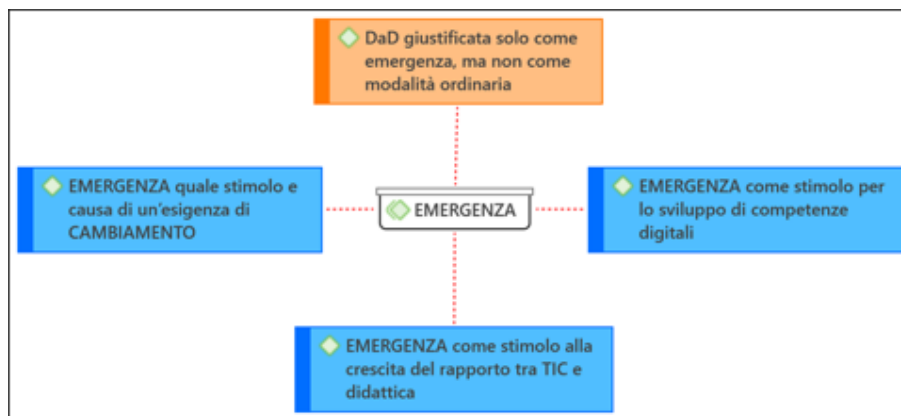 DaD giustificata solo come
emergenza, ma non come
modalità ordinaria
EMERGENZA quale stimolo e
causa di un'esigenza di
CAMBIAMENTO
EMERGENZA
EMERGENZA come stimolo per
lo sviluppo di competenze
digitali
EMERGENZA come stimolo alla
crescita del rapporto tra TIC e
didattica